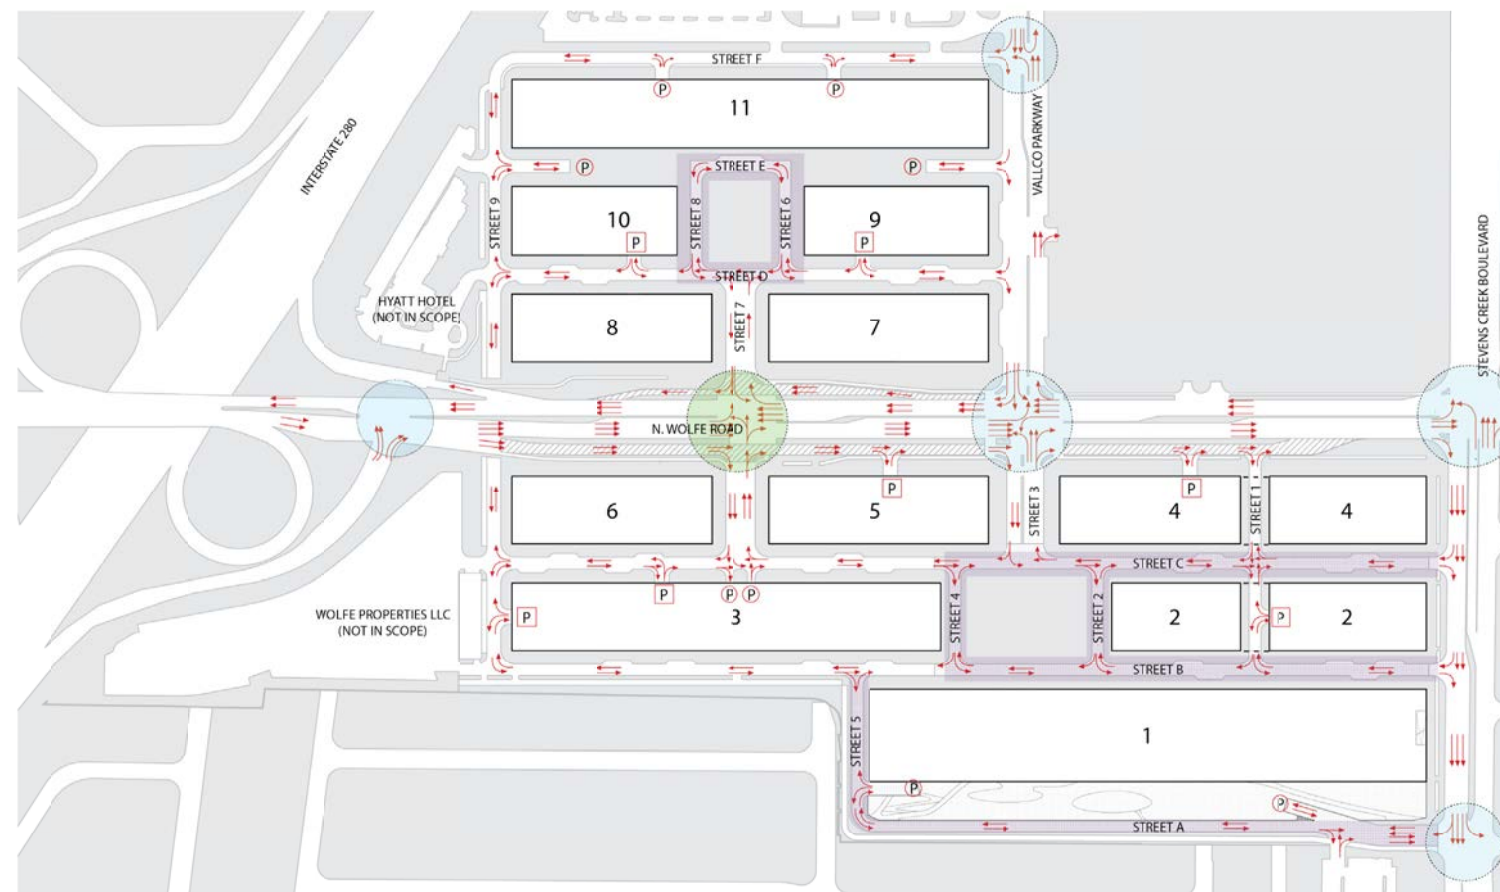 STREET F
P
P
11
INTERSTATE 280
VALLCO PARKWAY
P
P
STREET E
STREET 9
10
STREET 8
STREET 6
9
P
P
STREET D
STEVENS CREEK BOULEVARD
HYATT HOTEL
(NOT IN SCOPE)
8
STREET 7
7
N. WOLFE ROAD
P
P
6
5
STREET 3
4
STREET 1
4
STREET C
P
P
P
WOLFE PROPERTIES LLC
(NOT IN SCOPE)
P
3
STREET 4
STREET 2
2
P
2
STREET B
STREET 5
1
P
P
STREET A